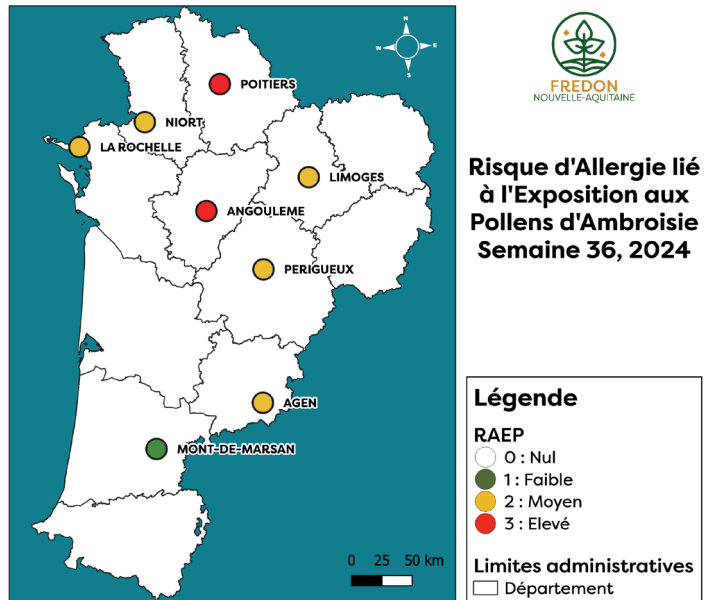 N
W
E
S
POITIERS
NIORT
LA ROCHELLE
LIMOGES
ANGOULEME
PERIGUEUX
AGEN
MONT-DE-MARSAN
0 25 50 km
FREDON
NOUVELLE-AQUITAINE
Risque d'Allergie lié
à l'Exposition aux
Pollens d'Ambroisie
Semaine 36, 2024
Légende
RAEP
0 : Nul
1 : Faible
2 : Moyen
3 : Elevé
Limites administratives
Département